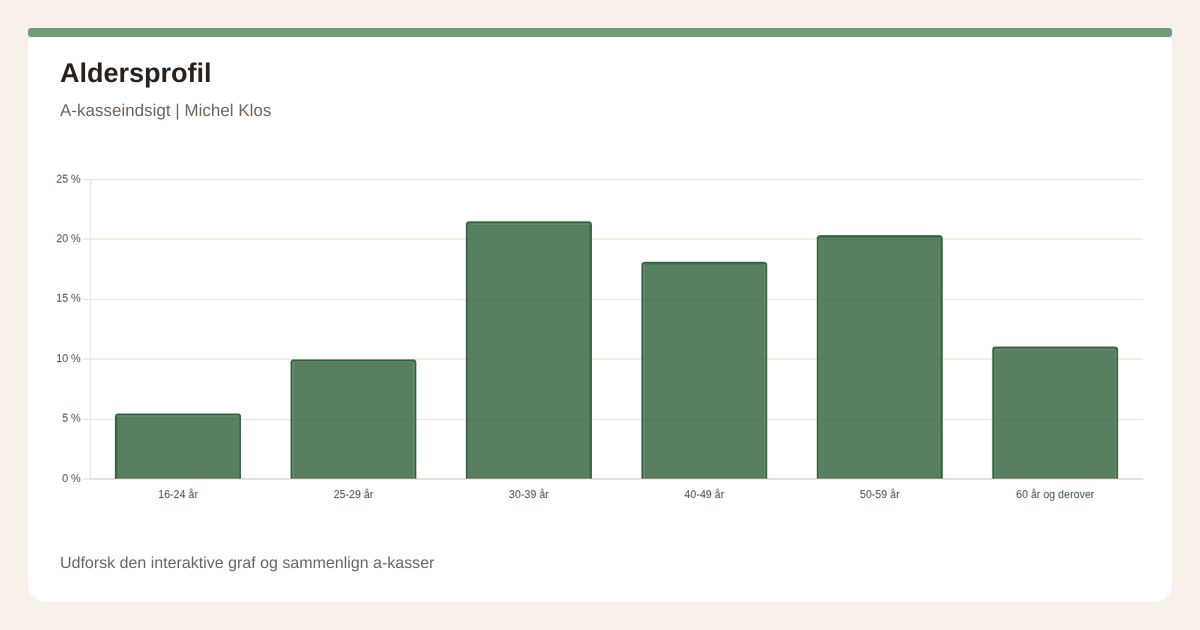 Aldersprofil
A-kasseindsigt | Michel Klos
25 %
20 %
15 %
10 %
5 %
0 %
16-24 år
25-29 år
30-39 år
40-49 år
50-59 år
60 år og derover
Udforsk den interaktive graf og sammenlign a-kasser